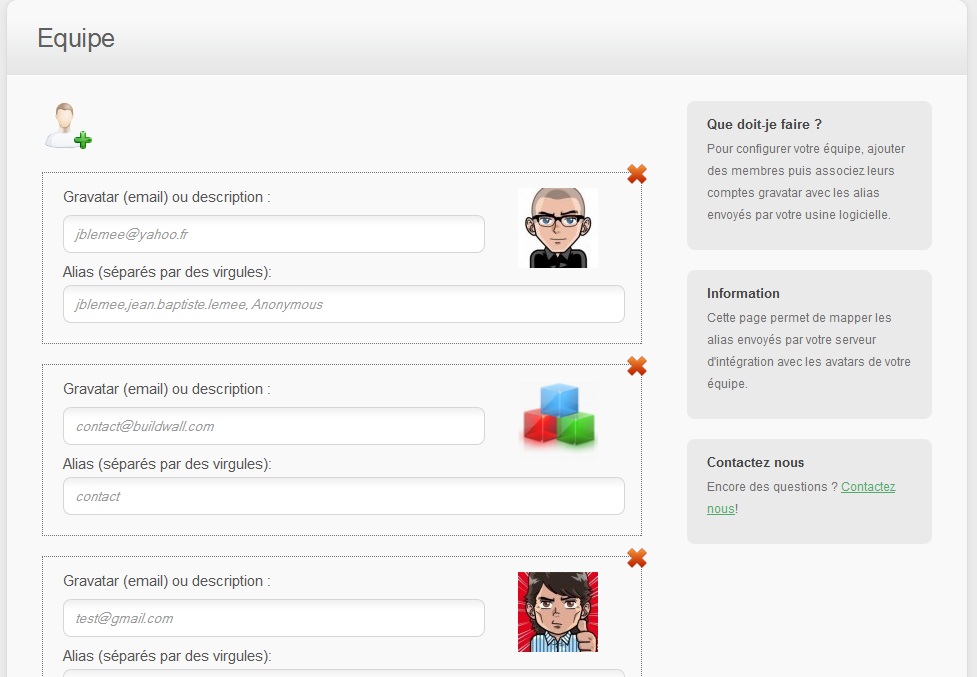 Equipe
Gravatar (email) ou description :
jblemee@yahoo.fr
Alias (séparés par des virgules):
jblemee,jean.baptiste.lemee, Anonymous
Gravatar (email) ou description :
contact@buildwall.com
Alias (séparés par des virgules):
contact
Gravatar (email) ou description :
test@gmail.com
Alias (séparés par des virgules):
Que doit-je faire ?
Pour configurer votre équipe, ajouter
des membres puis associez leurs
comptes gravatar avec les alias
envoyés par votre usine logicielle.
Information
Cette page permet de mapper les
alias envoyés par votre serveur
d'intégration avec les avatars de votre
équipe.
Contactez nous
Encore des questions ? Contactez
nous!